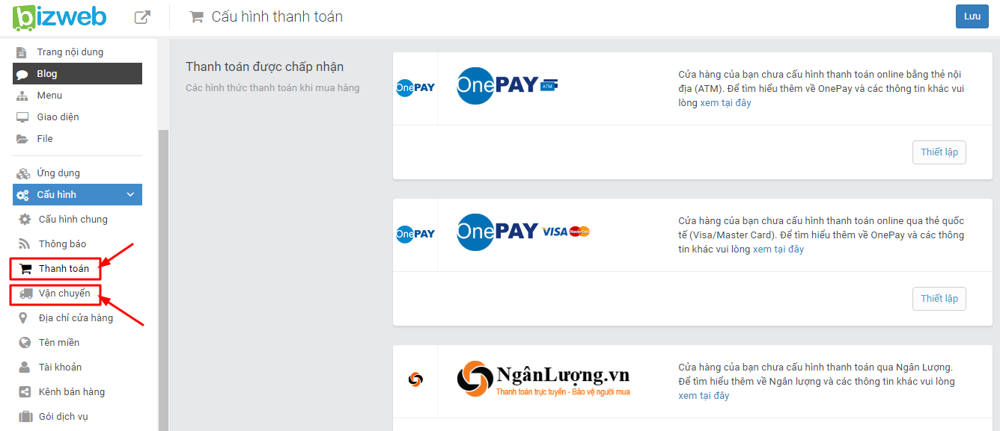 bizweb
Cấu hình thanh toán
Lưu
Trang nội dung
Blog
Menu
Giao diện
File
Ứng dụng
Cấu hình
Cấu hình chung
Thông báo
Thanh toán
Vận chuyển
Địa chỉ cửa hàng
Tên miền
Tài khoản
Kênh bán hàng
Gói dịch vụ
Thanh toán được chấp nhận
Các hình thức thanh toán khi mua hàng
OnePAY
OnePAY ATM
Cửa hàng của bạn chưa cấu hình thanh toán online bằng thẻ nội
địa (ATM). Để tìm hiểu thêm về OnePay và các thông tin khác vui
lòng xem tại đây
Thiết lập
OnePAY
OnePAY VISA MasterCard
Cửa hàng của bạn chưa cấu hình thanh toán online qua thẻ quốc
tế (Visa/Master Card). Để tìm hiểu thêm về OnePay và các thông
tin khác vui lòng xem tại đây
Thiết lập
NgânLượng.vn
Thanh toán trực tuyến - Bảo vệ người mua
Cửa hàng của bạn chưa cấu hình thanh toán qua Ngân Lượng.
Để tìm hiểu thêm về Ngân lượng và các thông tin khác vui lòng
xem tại đây